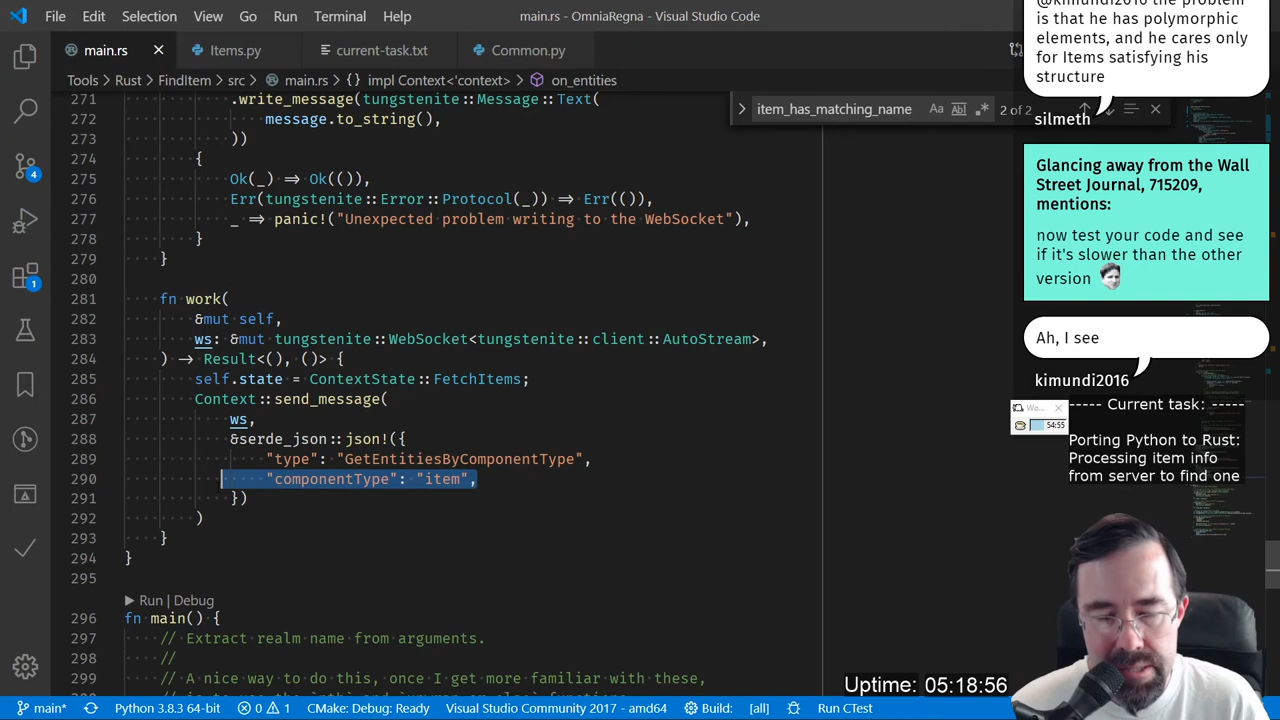 File Edit Selection View Go Run Terminal Help
main.rs - OmniaRegna - Visual Studio Code
main.rs
Items.py
current-task.txt
Common.py
Tools > Rust > FindItem > src > main.rs > {} impl Context<'context> > on_entities
item_has_matching_name
Aa Abl .*
2 of 2
271 .write_message(tungstenite::Message::Text(
272 message.to_string(),
273 ))
274 {
275 Ok(_) => Ok(()),
276 Err(tungstenite::Error::Protocol(_)) => Err(()),
277 _ => panic!("Unexpected problem writing to the WebSocket"),
278 }
279 }
280
281 fn work(
282 &mut self,
283 ws: &mut tungstenite::WebSocket<tungstenite::client::AutoStream>,
284 ) -> Result<(), ()> {
285 self.state = ContextState::FetchItems;
286 Context::send_message(
287 ws,
288 &serde_json::json!({
289 "type": "GetEntitiesByComponentType",
290 "componentType": "item",
291 })
292 )
293 }
294 }
295
Run | Debug
296 fn main() {
297 // Extract realm name from arguments.
298 //
299 // A nice way to do this, once I get more familiar with these,
4
1
@kimundi2016 the problem
is that he has polymorphic
elements, and he cares only
for Items satisfying his
structure
silmeth
Glancing away from the Wall
Street Journal, 715209,
mentions:
now test your code and see
if it's slower than the other
version
Ah, I see
kimundi2016
Wo...
54:55
----- Current task: -----
Porting Python to Rust:
Processing item info
from server to find one
Uptime: 05:18:56
main* Python 3.8.3 64-bit 0 1 CMake: Debug: Ready Visual Studio Community 2017 - amd64 Build: [all] Run CTest